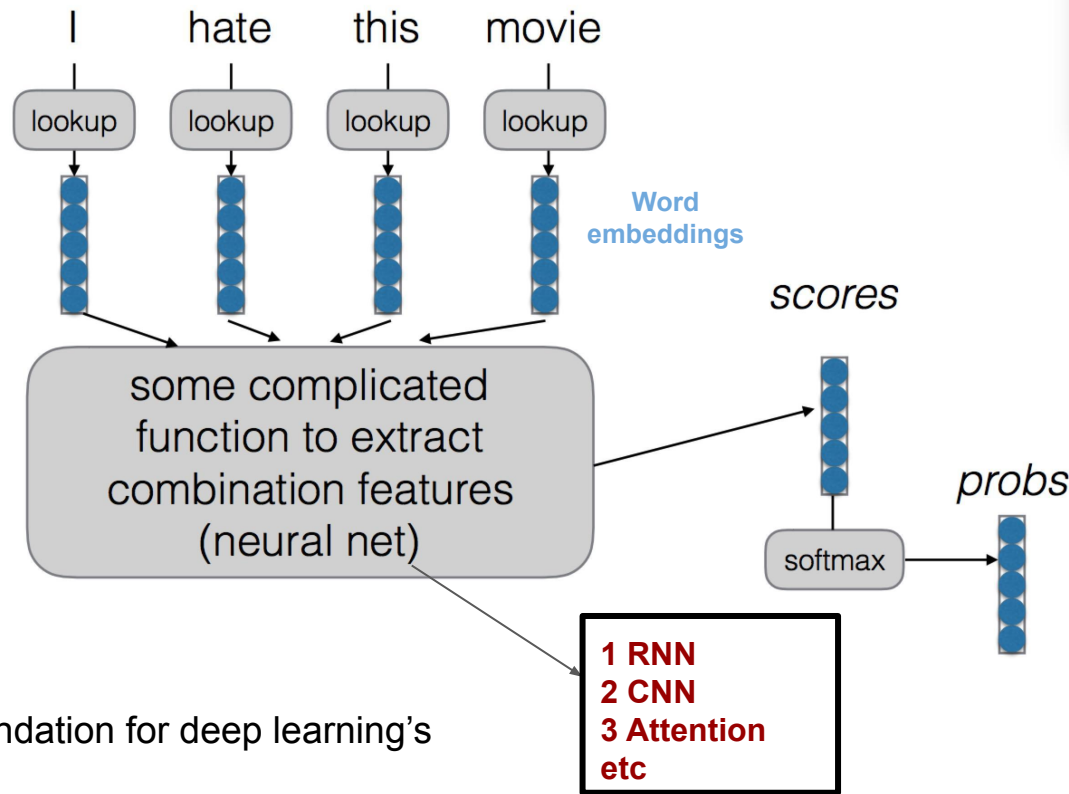 I hate this movie
lookup lookup lookup lookup
Word
embeddings
scores
some complicated
function to extract
combination features
(neural net)
probs
softmax
1 RNN
2 CNN
3 Attention
etc
ndation for deep learning’s